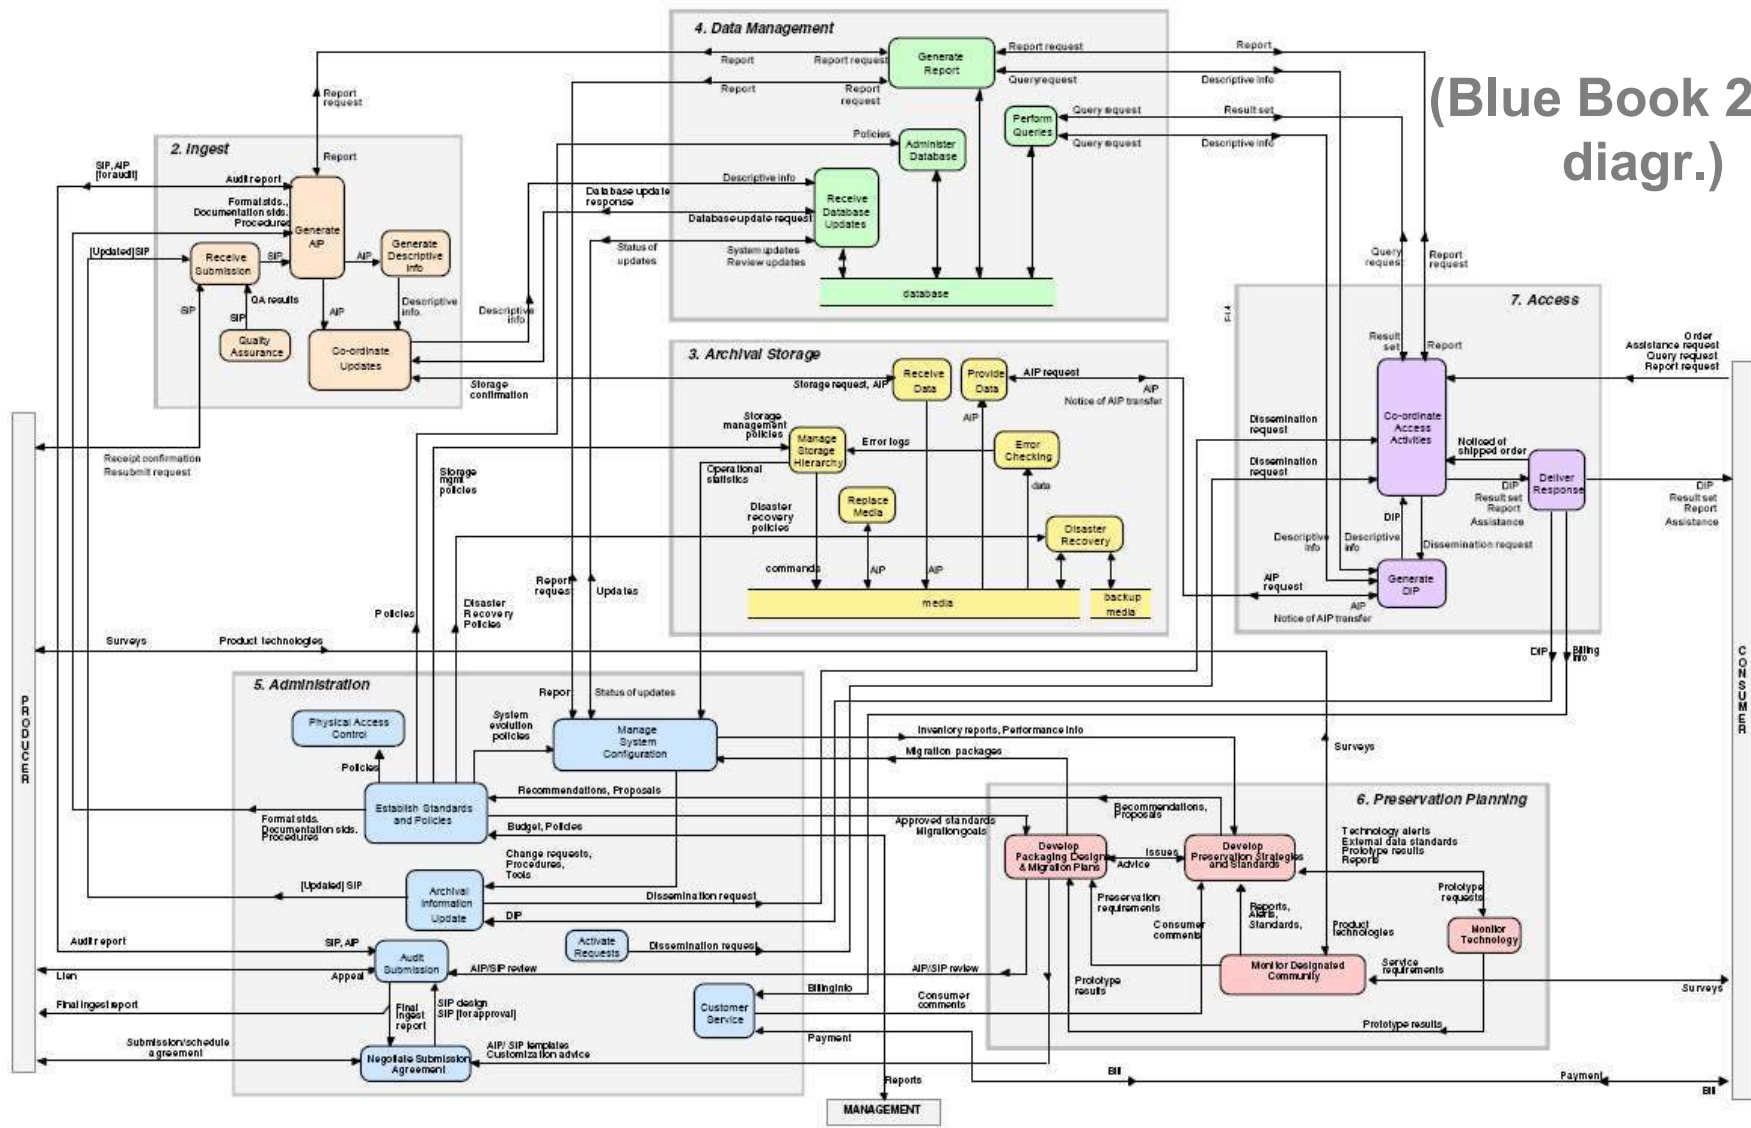 4. Data Management
Generate
Report
Report
Report request
Report request
Report
Report
Report
request
Query request
Descriptive info
(Blue Book 2
diagr.)
Perform
Queries
Query request
Result set
Query request
Descriptive info
Policies
Administer
Database
Descriptive info
Receive
Database
Updates
Database update
response
Database update request
Status of
updates
System updates
Review updates
database
Report
request
2. Ingest
Report
SIP, AIP
[for audit]
Audit report
Format stds.,
Documentation stds.
Procedures
Generate
AIP
Generate
Descriptive
Info
[Updated] SIP
Receive
Submission
SIP
AIP
SIP
QA results
SIP
AIP
Descriptive
info.
Quality
Assurance
Co-ordinate
Updates
Descriptive
info
Storage
confirmation
Receipt confirmation
Resubmit request
3. Archival Storage
Receive
Data
Provide
Data
Storage request, AIP
AIP request
AIP
Notice of AIP transfer
AIP
Storage
management
policies
Manage
Storage
Hierarchy
Error logs
Error
Checking
Operational
statistics
data
Replace
Media
Disaster
recovery
policies
Disaster
Recovery
commands
AIP
AIP
media
backup
media
Storage
mgmt
policies
Report
request
Updates
Policies
Disaster
Recovery
Policies
Query
request
Report
request
7. Access
F-1.4
Result
set
Report
Order
Assistance request
Query request
Report request
Co-ordinate
Access
Activities
Dissemination
request
Dissemination
request
Noticed of
shipped order
Deliver
Response
DIP
Result set
Report
Assistance
DIP
Result set
Report
Assistance
DIP
Descriptive
info
Descriptive
info
Dissemination request
Generate
DIP
AIP
request
AIP
Notice of AIP transfer
DIP
Billing
info
Surveys
Product technologies
PRODUCER
CONSUMER
5. Administration
Report
Status of updates
Physical Access
Control
System
evolution
policies
Manage
System
Configuration
Policies
Inventory reports, Performance info
Migration packages
Surveys
Establish Standards
and Policies
Recommendations, Proposals
Budget, Policies
Format stds.
Documentation stds.
Procedures
Approved standards
Migration goals
Change requests,
Procedures,
Tools
[Updated] SIP
Archival
Information
Update
Dissemination request
DIP
Activate
Requests
Dissemination request
Audit report
SIP, AIP
Audit
Submission
Lien
Appeal
AIP/SIP review
AIP/SIP review
Final ingest report
Final
Ingest
report
SIP design
SIP [for approval]
Customer
Service
Billing info
Consumer
comments
Payment
Submission/schedule
agreement
Negotiate Submission
Agreement
AIP/ SIP templates
Customization advice
Reports
MANAGEMENT
Bill
Payment
Bill
6. Preservation Planning
Recommendations,
Proposals
Technology alerts
External data standards
Prototype results
Reports
Develop
Packaging Design
& Migration Plans
Issues
Advice
Develop
Preservation Strategies
and Standards
Prototype
requests
Preservation
requirements
Consumer
comments
Reports,
Alerts,
Standards,
Product
technologies
Monitor
Technology
Monitor Designated
Community
Service
requirements
Surveys
Prototype
results
Prototype results